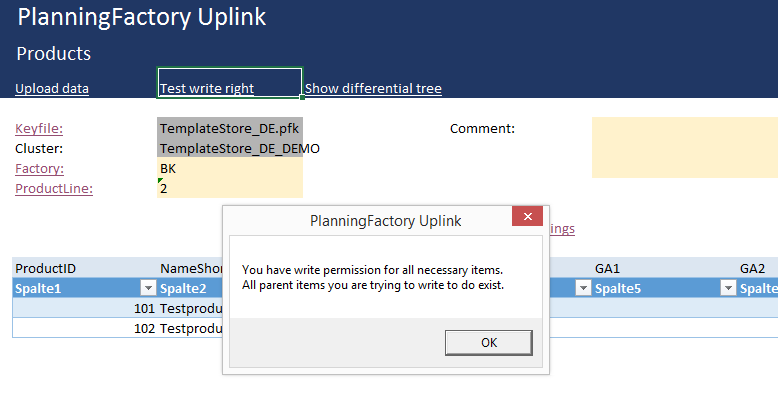 PlanningFactory Uplink
Products
Upload data Test write right Show differential tree
Keyfile: TemplateStore_DE.pfk Comment:
Cluster: TemplateStore_DE_DEMO
Factory: BK
ProductLine: 2
PlanningFactory Uplink
ings
You have write permission for all necessary items.
All parent items you are trying to write to do exist.
OK
ProductID NameShor GA1 GA2
Spalte1 Spalte2 Spalte5 Spalte
101 Testprodu
102 Testprodu